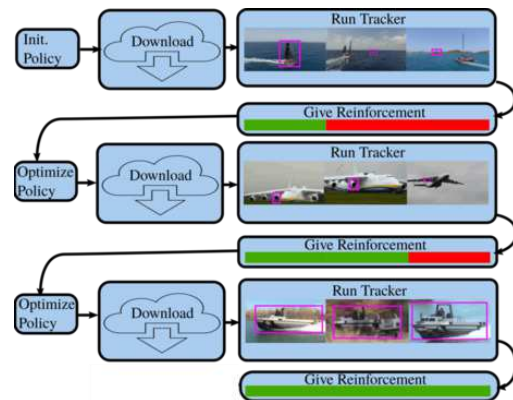 Init.
Policy
Download
Run Tracker
Give Reinforcement
Optimize
Policy
Download
Run Tracker
Give Reinforcement
Optimize
Policy
Download
Run Tracker
Give Reinforcement